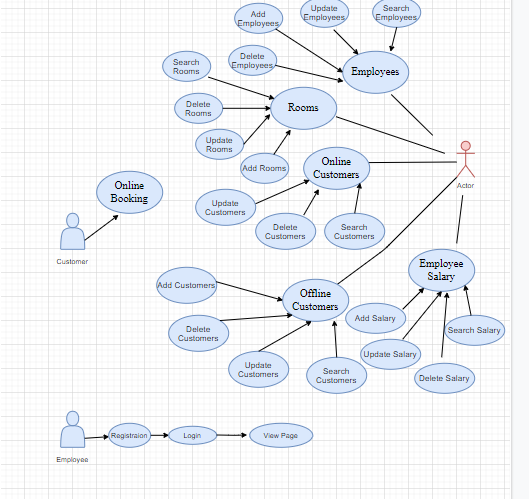 Add
Employees
Update
Employees
Search
Employees
Search
Rooms
Delete
Employees
Employees
Delete
Rooms
Rooms
Update
Rooms
Add Rooms
Online
Customers
Actor
Online
Booking
Update
Customers
Delete
Customers
Search
Customers
Customer
Employee
Salary
Add Customers
Offline
Customers
Add Salary
Search Salary
Delete
Customers
Update Salary
Update
Customers
Search
Customers
Delete Salary
Registraion
Login
View Page
Employee